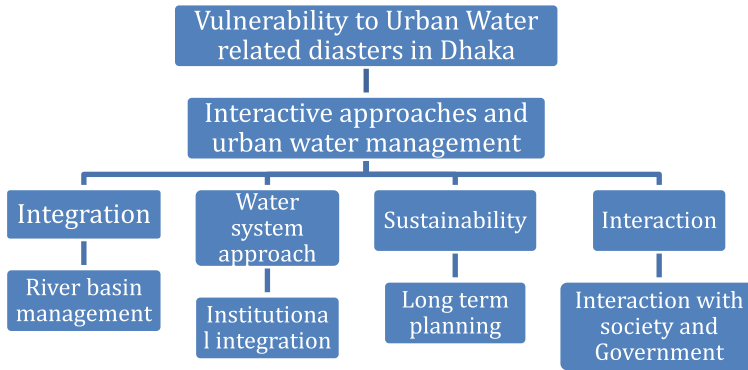 Vulnerability to Urban Water
related diasters in Dhaka
Interactive approaches and
urban water management
Integration
Water
system
approach
Sustainability
Interaction
River basin
management
Institutiona
l integration
Long term
planning
Interaction with
society and
Government